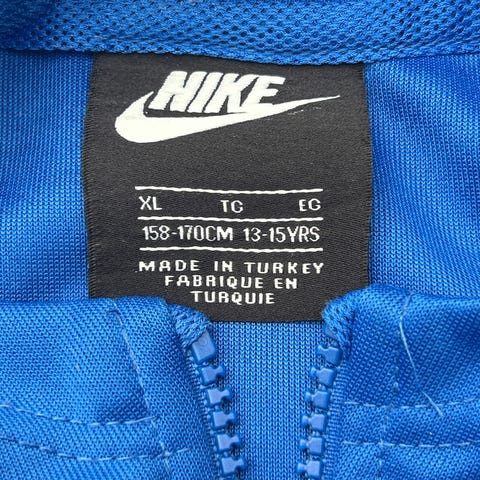 NIKE
XL TG EG
158-170CM 13-15YRS
MADE IN TURKEY
FABRIQUE EN
TURQUIE